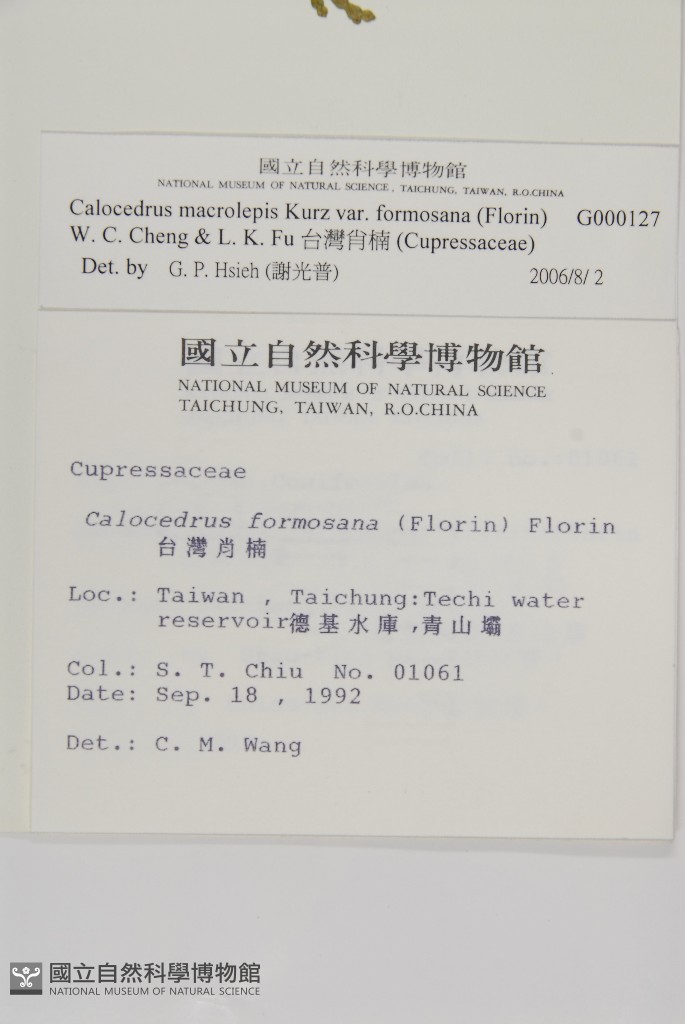 國立自然科學博物館
NATIONAL MUSEUM OF NATURAL SCIENCE, TAICHUNG, TAIWAN, R.O.CHINA
Calocedrus macrolepis Kurz var. formosana (Florin) G000127
W. C. Cheng & L. K. Fu 台灣肖楠 (Cupressaceae)
Det. by G. P. Hsieh (謝光普) 2006/8/ 2
國立自然科學博物館
NATIONAL MUSEUM OF NATURAL SCIENCE
TAICHUNG, TAIWAN, R.O.CHINA
Cupressaceae
Calocedrus formosana (Florin) Florin
台灣肖楠
Loc.: Taiwan , Taichung:Techi water
reservoir德基水庫,青山壩
Col.: S. T. Chiu No. 01061
Date: Sep. 18 , 1992
Det.: C. M. Wang
國立自然科學博物館
NATIONAL MUSEUM OF NATURAL SCIENCE